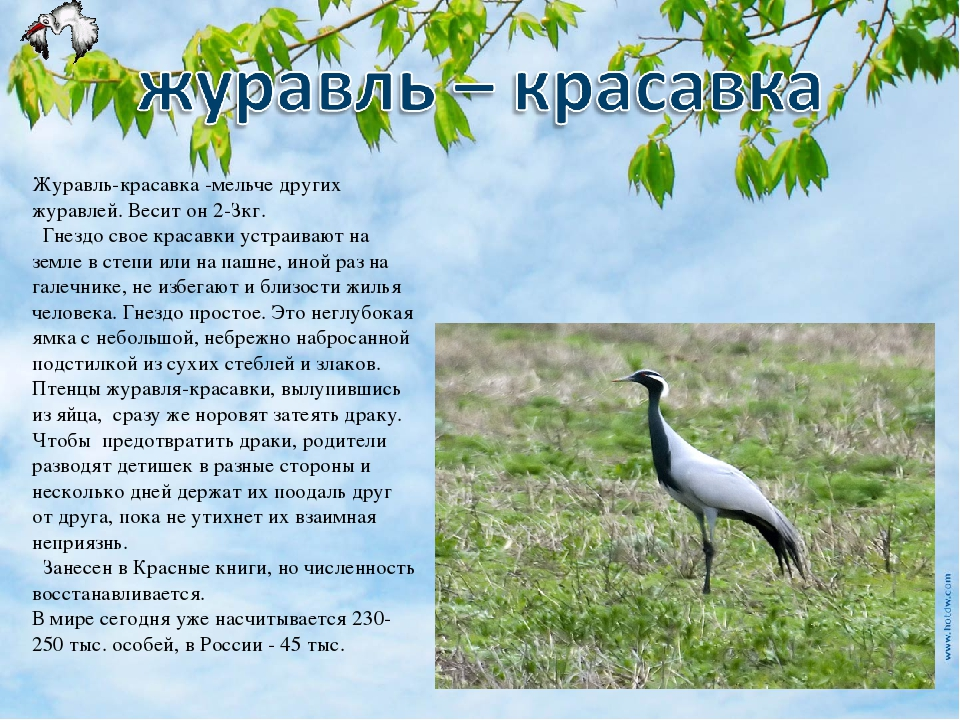 журавль – красавка
Журавль-красавка -мельче других
журавлей. Весит он 2-3кг.
Гнездо свое красавки устраивают на
земле в степи или на пашне, иной раз на
галечнике, не избегают и близости жилья
человека. Гнездо простое. Это неглубокая
ямка с небольшой, небрежно набросанной
подстилкой из сухих стеблей и злаков.
Птенцы журавля-красавки, вылупившись
из яйца, сразу же норовят затеять драку.
Чтобы предотвратить драки, родители
разводят детишек в разные стороны и
несколько дней держат их поодаль друг
от друга, пока не утихнет их взаимная
неприязнь.
Занесен в Красные книги, но численность
восстанавливается.
В мире сегодня уже насчитывается 230-
250 тыс. особей, в России - 45 тыс.
www.hotdw.com